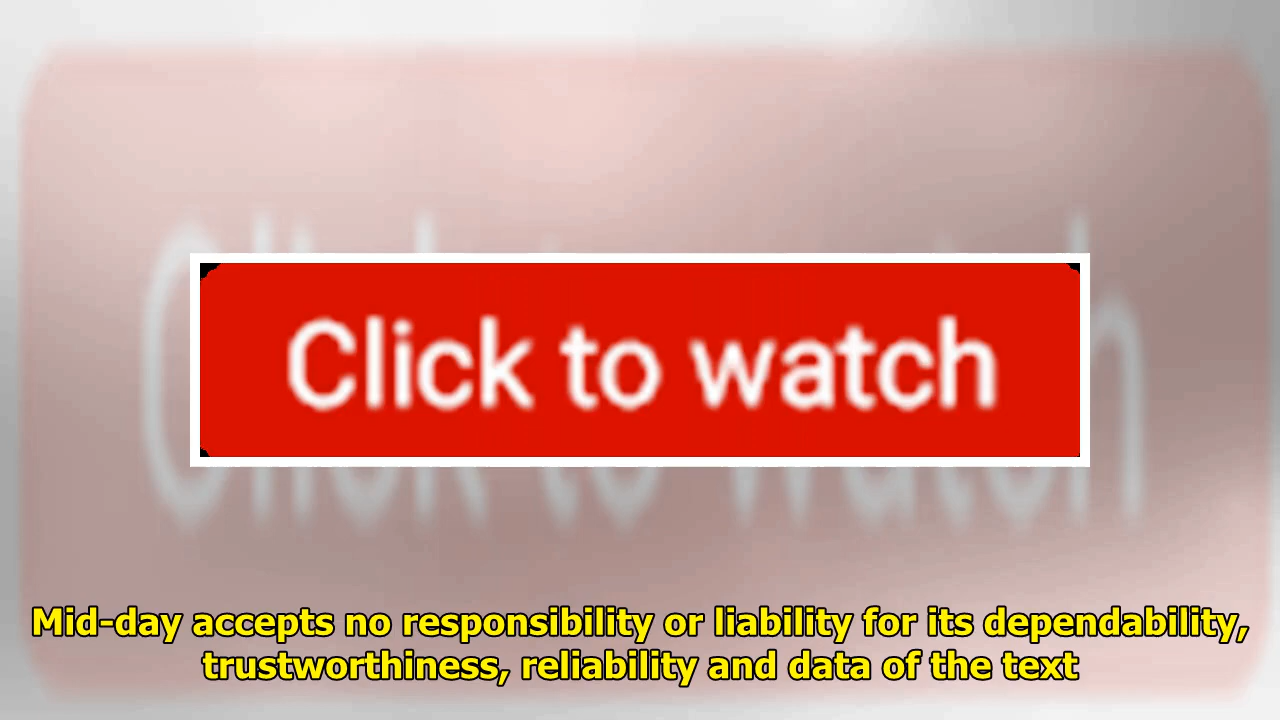 Click to watch
Mid-day accepts no responsibility or liability for its dependability,
trustworthiness, reliability and data of the text